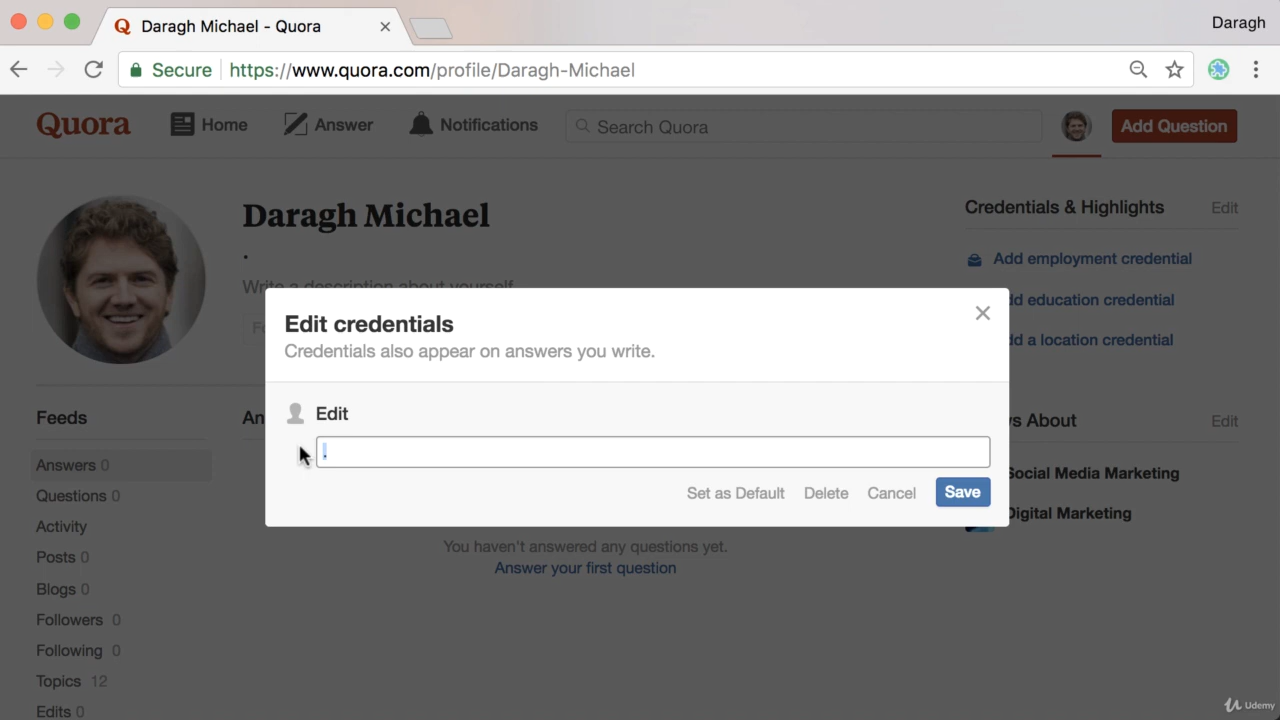 Daragh Michael - Quora
Daragh
Secure
https://www.quora.com/profile/Daragh-Michael
Quora
Home
Answer
Notifications
Search Quora
Add Question
Daragh Michael
.
Write a description about yourself
Credentials & Highlights
Edit
Add employment credential
dd education credential
dd a location credential
Edit credentials
Credentials also appear on answers you write.
Edit
.
Set as Default
Delete
Cancel
Save
Feeds
An
Answers 0
Questions 0
Activity
Posts 0
Blogs 0
Followers 0
Following 0
Topics 12
Edits 0
You haven't answered any questions yet.
Answer your first question
s About
Edit
Social Media Marketing
Digital Marketing
Udemy